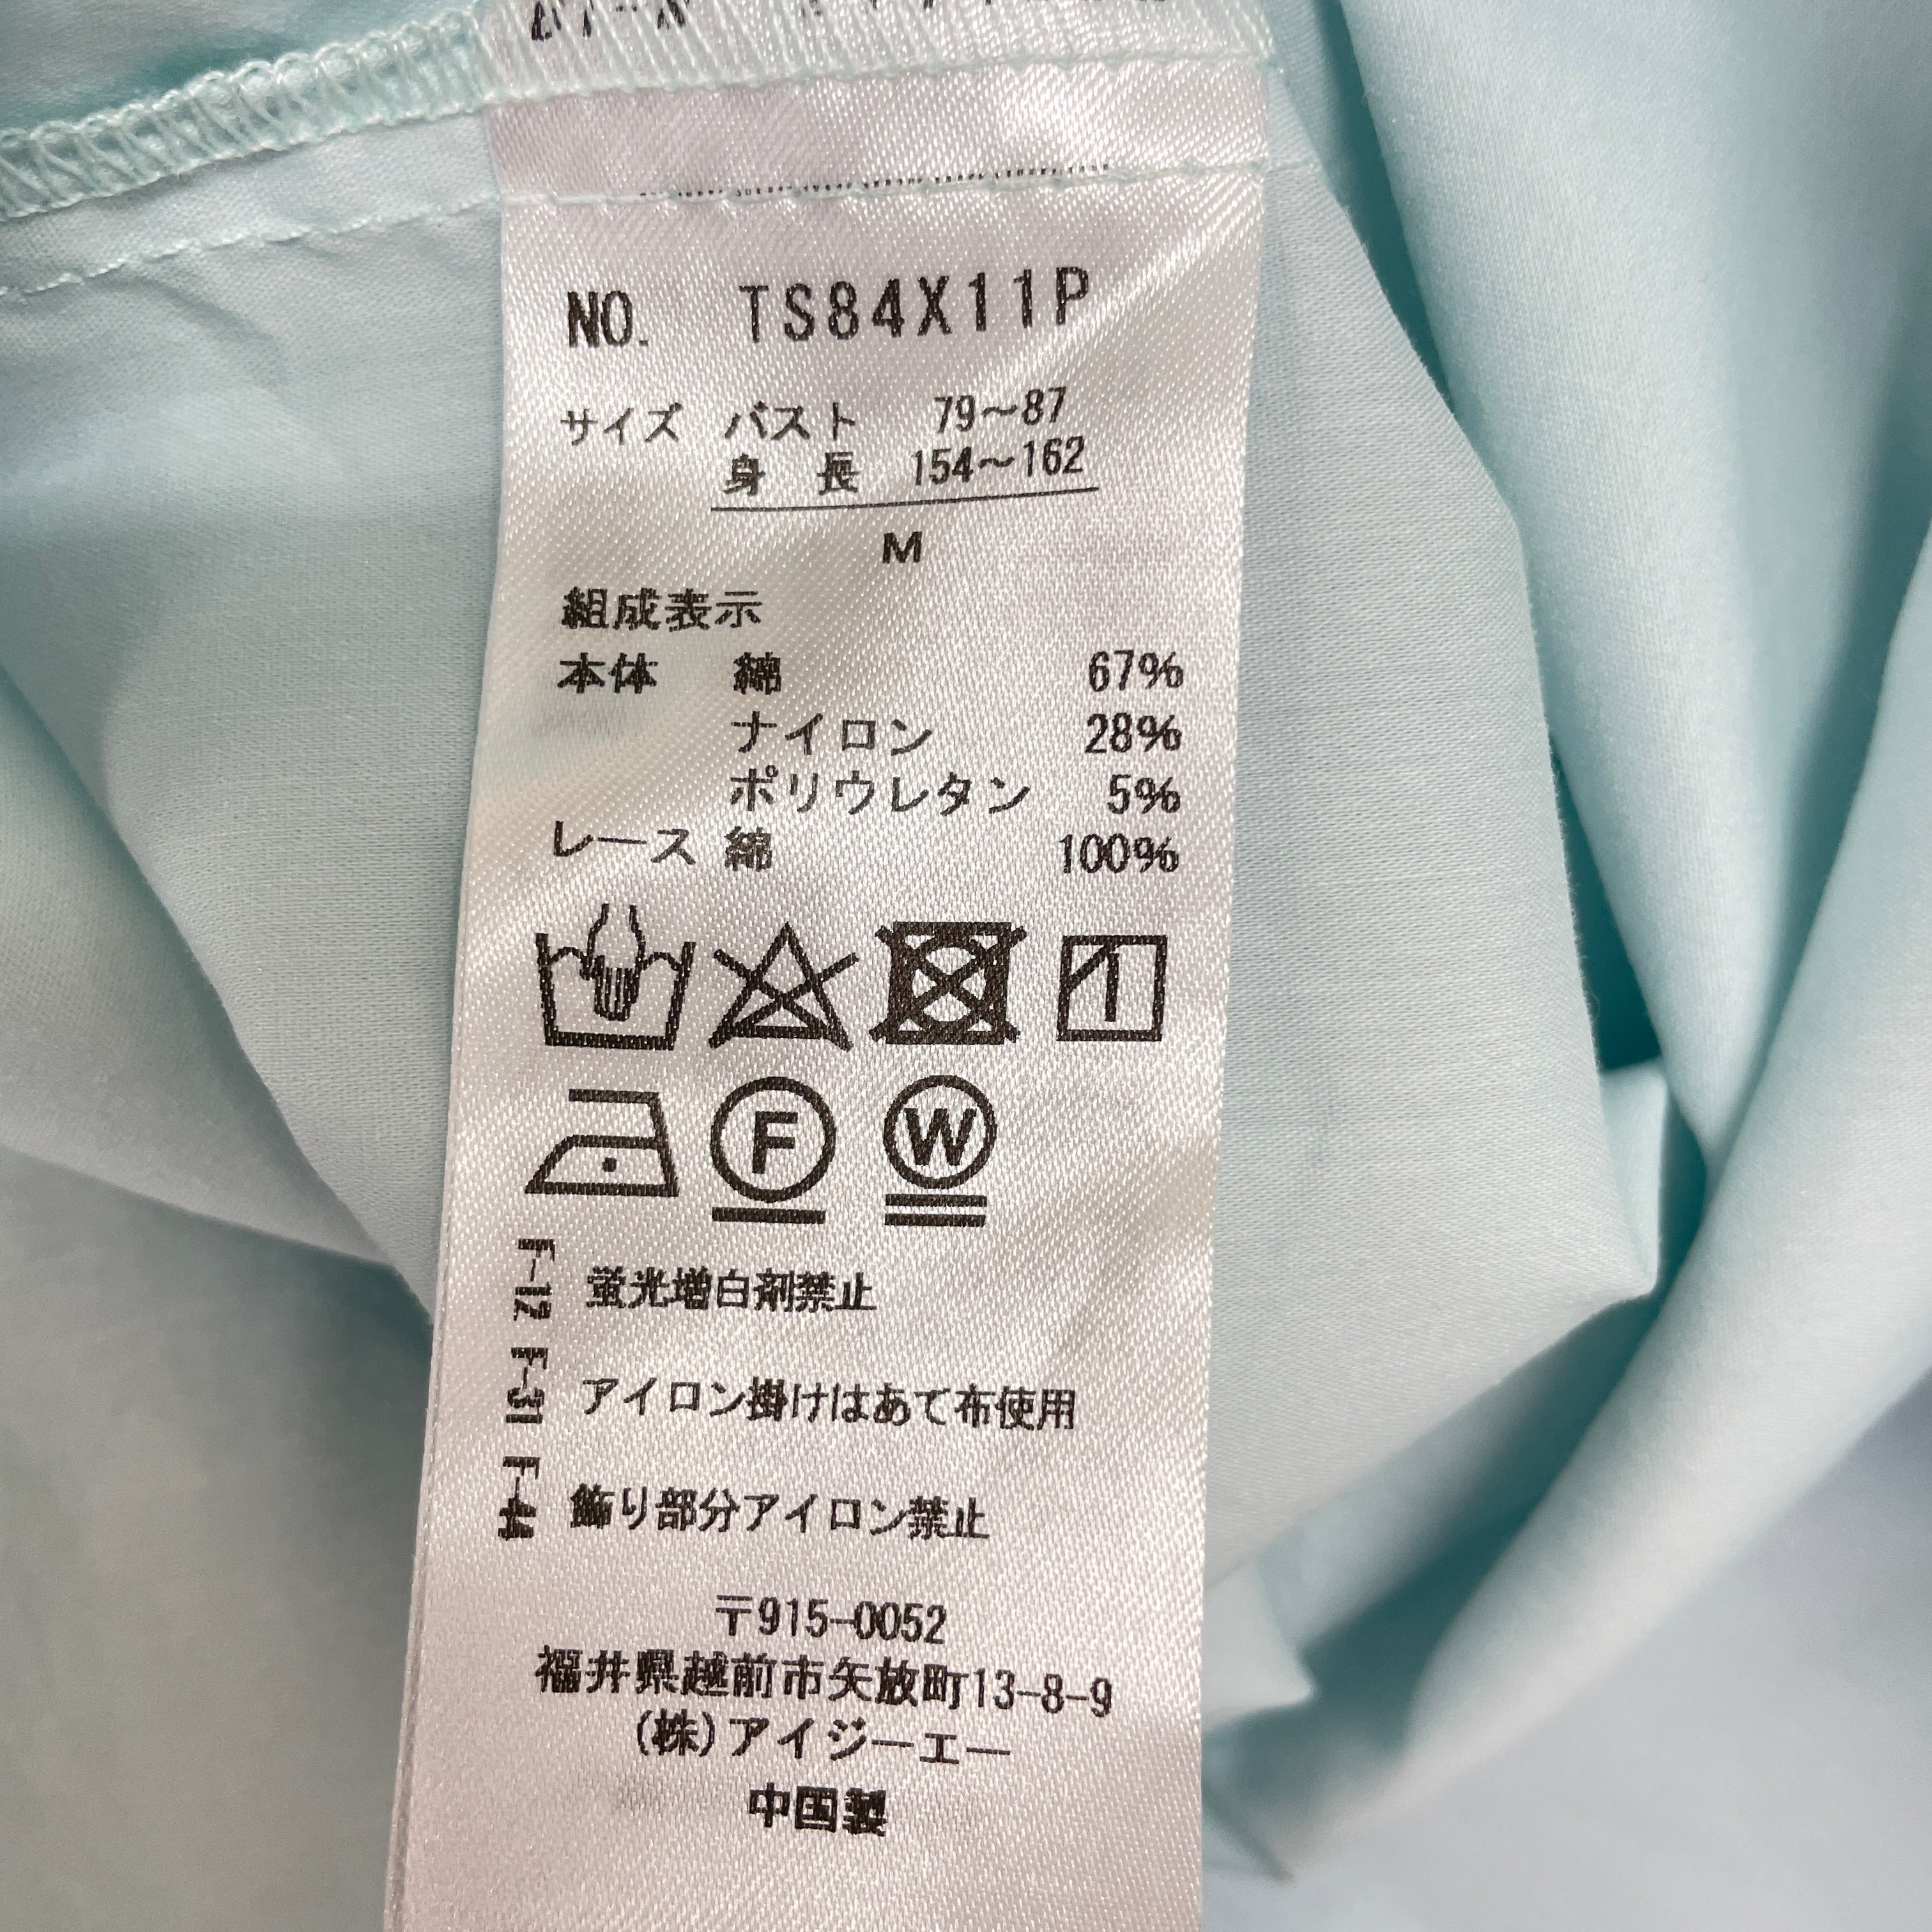 NO. TS84X11P
サイズ バスト 79～87
身長 154～162
M
組成表示
本体 綿 67%
ナイロン 28%
ポリウレタン 5%
レース 綿 100%
F
W
F-12 蛍光増白剤禁止
F-31 アイロン掛けはあて布使用
F-44 飾り部分アイロン禁止
〒915-0052
福井県越前市矢放町13-8-9
(株)アイジーエー
中国製